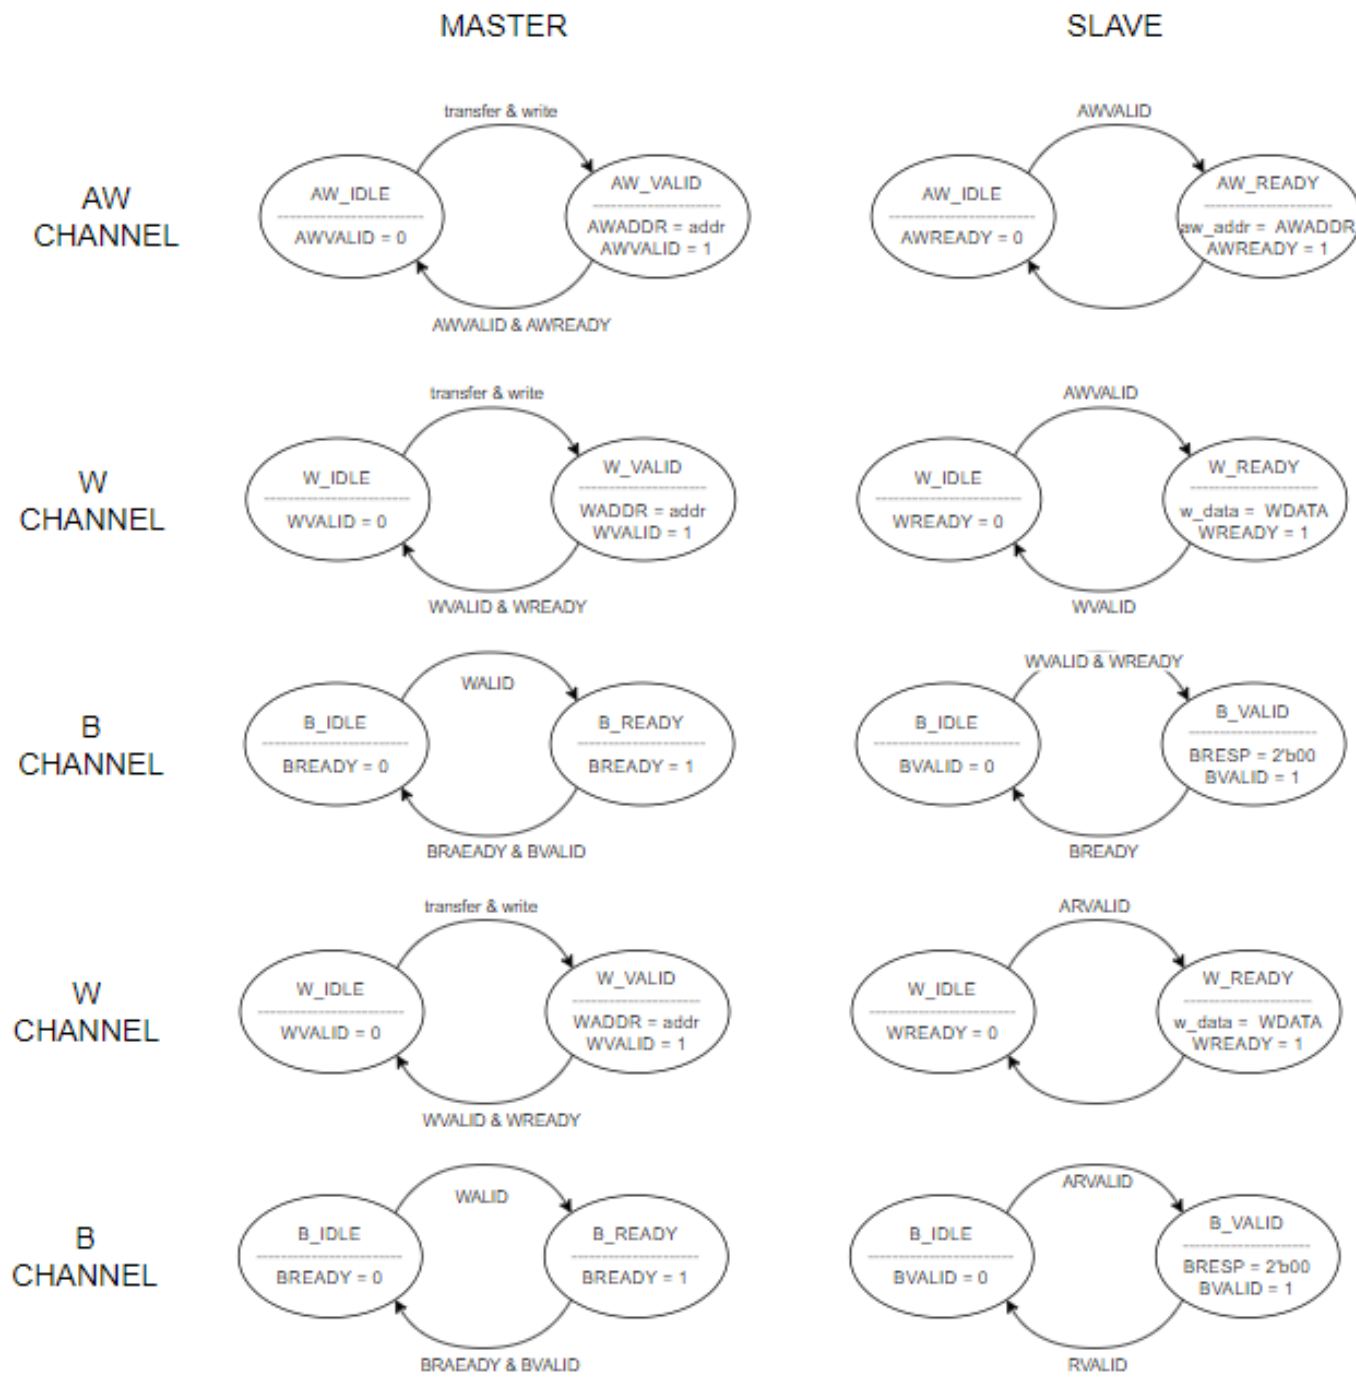 MASTER
SLAVE
AW
CHANNEL
transfer & write
AW_IDLE
AWVALID = 0
AW_VALID
AWADDR = addr
AWVALID = 1
AWVALID & AWREADY
AWVALID
AW_IDLE
AWREADY = 0
AW_READY
aw_addr = AWADDR
AWREADY = 1
W
CHANNEL
transfer & write
W_IDLE
WVALID = 0
W_VALID
WADDR = addr
WVALID = 1
WVALID & WREADY
AWVALID
W_IDLE
WREADY = 0
W_READY
w_data = WDATA
WREADY = 1
WVALID
B
CHANNEL
WALID
B_IDLE
BREADY = 0
B_READY
BREADY = 1
BRAEADY & BVALID
WVALID & WREADY
B_IDLE
BVALID = 0
B_VALID
BRESP = 2'b00
BVALID = 1
BREADY
W
CHANNEL
transfer & write
W_IDLE
WVALID = 0
W_VALID
WADDR = addr
WVALID = 1
WVALID & WREADY
ARVALID
W_IDLE
WREADY = 0
W_READY
w_data = WDATA
WREADY = 1
B
CHANNEL
WALID
B_IDLE
BREADY = 0
B_READY
BREADY = 1
BRAEADY & BVALID
ARVALID
B_IDLE
BVALID = 0
B_VALID
BRESP = 2'b00
BVALID = 1
RVALID